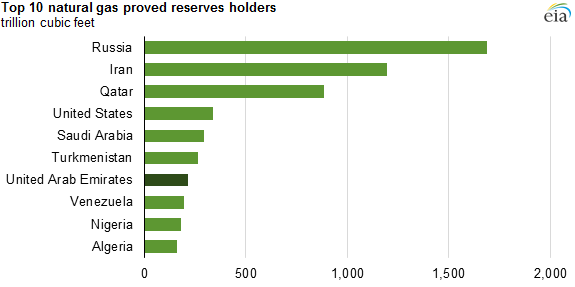 Top 10 natural gas proved reserves holders
trillion cubic feet
eia
Russia
Iran
Qatar
United States
Saudi Arabia
Turkmenistan
United Arab Emirates
Venezuela
Nigeria
Algeria
0 500 1,000 1,500 2,000